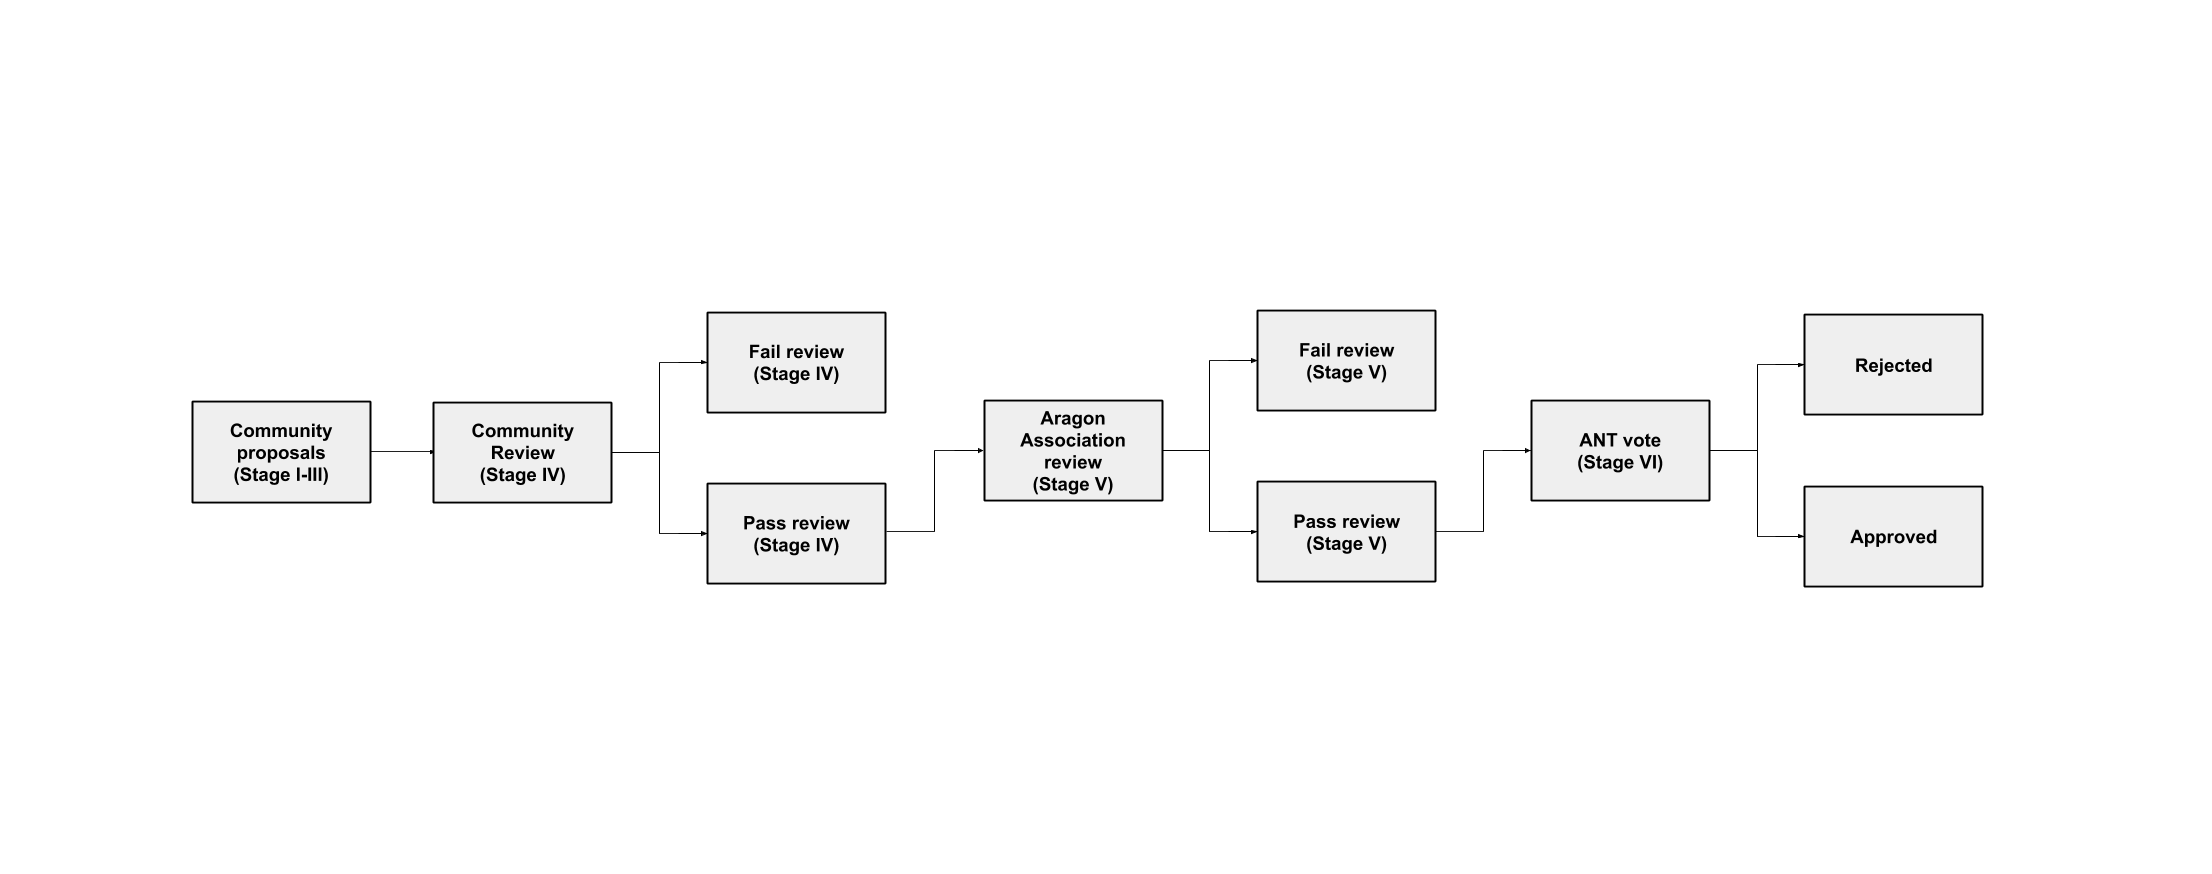 Community
proposals
(Stage I-III)
Community
Review
(Stage IV)
Fail review
(Stage IV)
Pass review
(Stage IV)
Aragon
Association
review
(Stage V)
Fail review
(Stage V)
Pass review
(Stage V)
ANT vote
(Stage VI)
Rejected
Approved